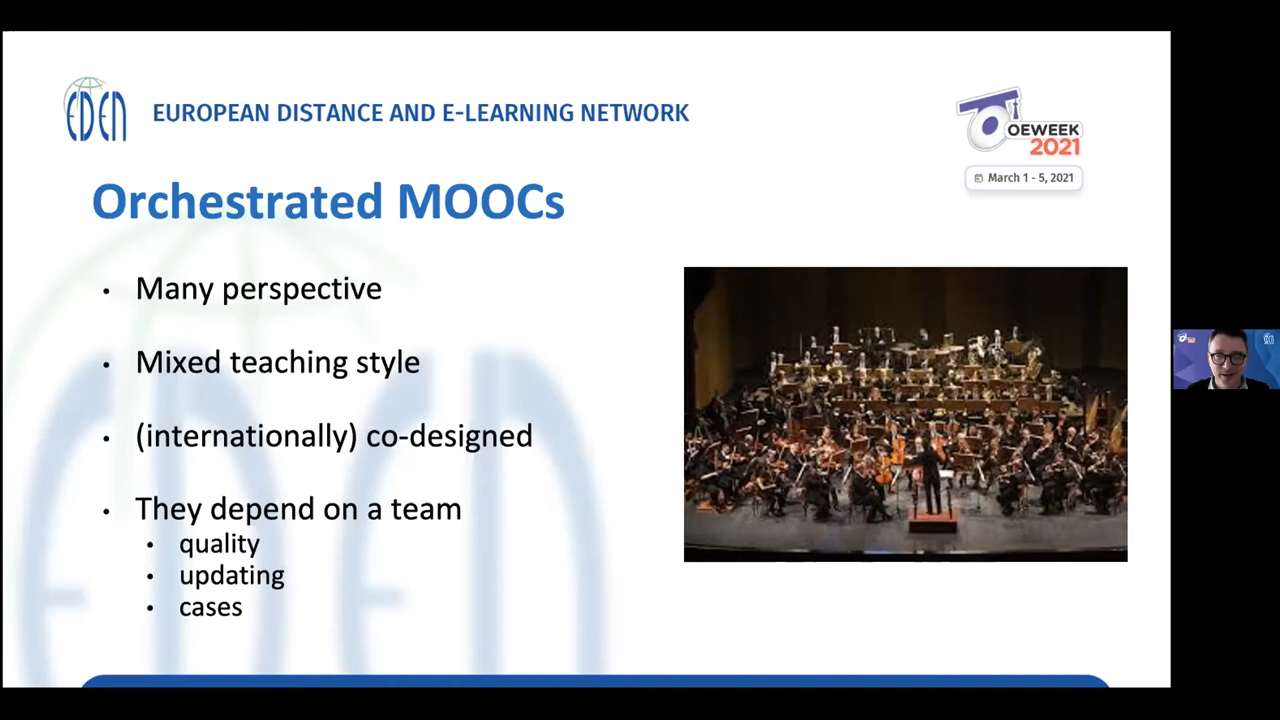 EDEN
EUROPEAN DISTANCE AND E-LEARNING NETWORK
OEWEEK
2021
March 1 - 5, 2021
Orchestrated MOOCs
• Many perspective
• Mixed teaching style
• (internationally) co-designed
• They depend on a team
• quality
• updating
• cases
EDEN